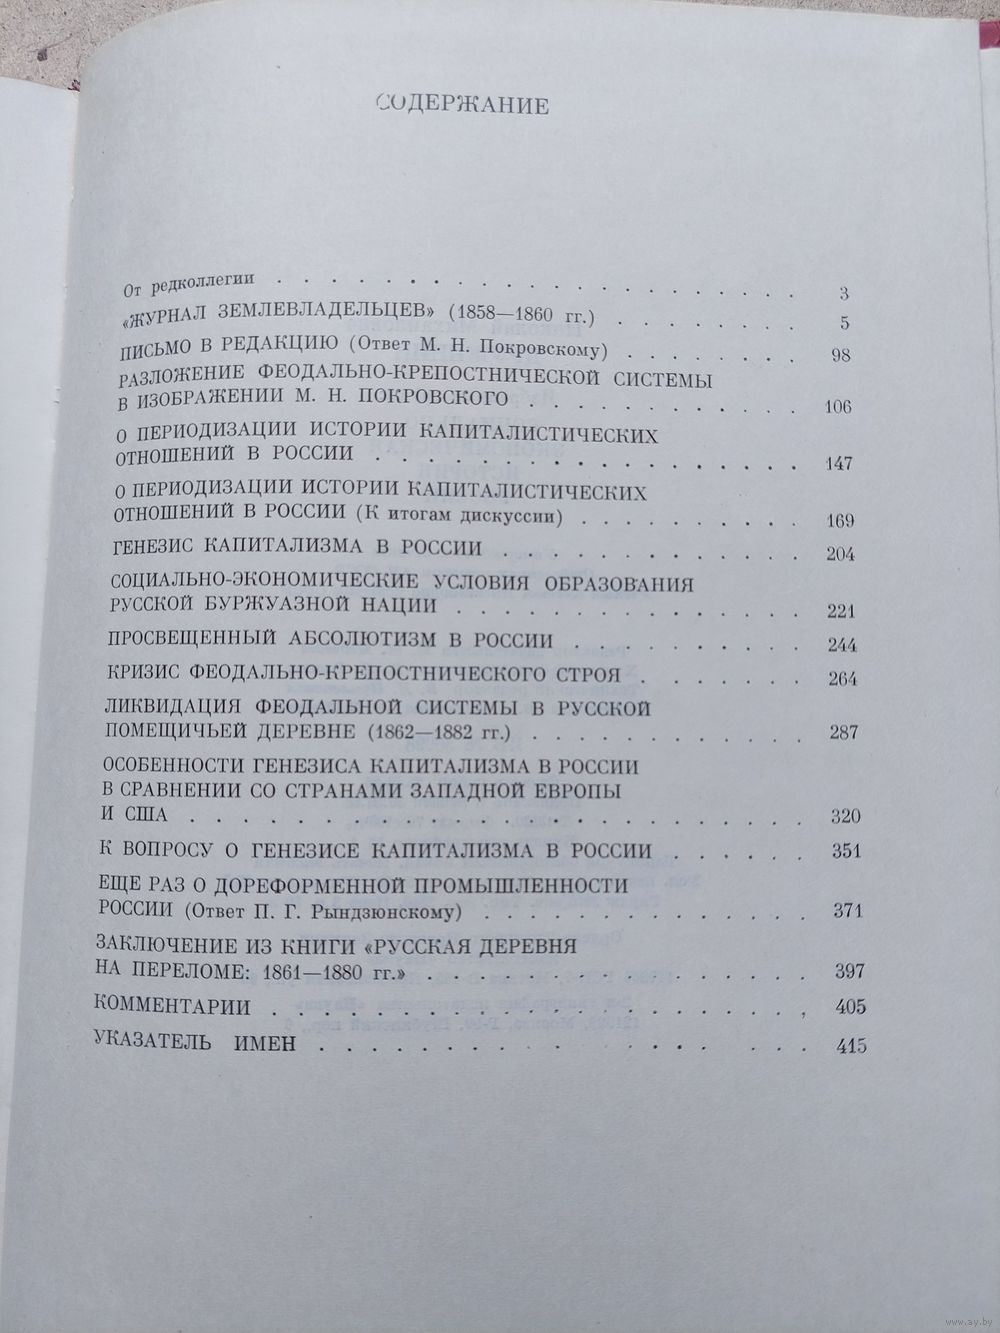 СОДЕРЖАНИЕ
От редколлегии . . . . . . . . . . . . . . . . . . . . 3
«ЖУРНАЛ ЗЕМЛЕВЛАДЕЛЬЦЕВ» (1858—1860 гг.) . . . . . . . . 5
ПИСЬМО В РЕДАКЦИЮ (Ответ М. Н. Покровскому) . . . . . . . 98
РАЗЛОЖЕНИЕ ФЕОДАЛЬНО-КРЕПОСТНИЧЕСКОЙ СИСТЕМЫ
В ИЗОБРАЖЕНИИ М. Н. ПОКРОВСКОГО . . . . . . . . . . . 106
О ПЕРИОДИЗАЦИИ ИСТОРИИ КАПИТАЛИСТИЧЕСКИХ
ОТНОШЕНИЙ В РОССИИ . . . . . . . . . . . . . . . . . 147
О ПЕРИОДИЗАЦИИ ИСТОРИИ КАПИТАЛИСТИЧЕСКИХ
ОТНОШЕНИЙ В РОССИИ (К итогам дискуссии) . . . . . . . . . 169
ГЕНЕЗИС КАПИТАЛИЗМА В РОССИИ . . . . . . . . . . . . 204
СОЦИАЛЬНО-ЭКОНОМИЧЕСКИЕ УСЛОВИЯ ОБРАЗОВАНИЯ
РУССКОЙ БУРЖУАЗНОЙ НАЦИИ . . . . . . . . . . . . . . 221
ПРОСВЕЩЕННЫЙ АБСОЛЮТИЗМ В РОССИИ . . . . . . . . . 244
КРИЗИС ФЕОДАЛЬНО-КРЕПОСТНИЧЕСКОГО СТРОЯ . . . . . . . 264
ЛИКВИДАЦИЯ ФЕОДАЛЬНОЙ СИСТЕМЫ В РУССКОЙ
ПОМЕЩИЧЬЕЙ ДЕРЕВНЕ (1862—1882 гг.) . . . . . . . . . . . 287
ОСОБЕННОСТИ ГЕНЕЗИСА КАПИТАЛИЗМА В РОССИИ
В СРАВНЕНИИ СО СТРАНАМИ ЗАПАДНОЙ ЕВРОПЫ
И США . . . . . . . . . . . . . . . . . . . . . . . 320
К ВОПРОСУ О ГЕНЕЗИСЕ КАПИТАЛИЗМА В РОССИИ . . . . . . 351
ЕЩЕ РАЗ О ДОРЕФОРМЕННОЙ ПРОМЫШЛЕННОСТИ
РОССИИ (Ответ П. Г. Рындзюнскому) . . . . . . . . . . . . . 371
ЗАКЛЮЧЕНИЕ ИЗ КНИГИ «РУССКАЯ ДЕРЕВНЯ
НА ПЕРЕЛОМЕ: 1861—1880 гг.» . . . . . . . . . . . . . . . 397
КОММЕНТАРИИ . . . . . . . . . . . . . . . . . . . . . 405
УКАЗАТЕЛЬ ИМЕН . . . . . . . . . . . . . . . . . . . 415
www.ay.by